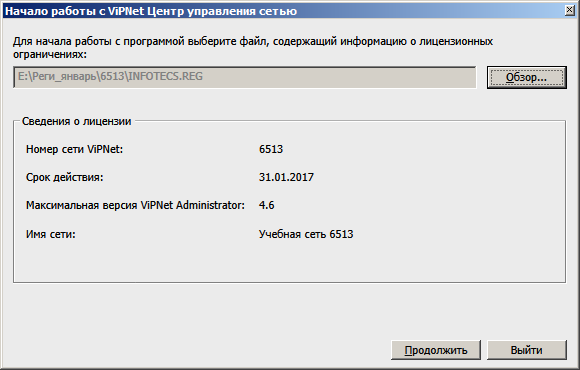 Начало работы с ViPNet Центр управления сетью
Для начала работы с программой выберите файл, содержащий информацию о лицензионных
ограничениях:
E:\Реги_январь\6513\INFOTECS.REG
Обзор...
Сведения о лицензии
Номер сети ViPNet: 6513
Срок действия: 31.01.2017
Максимальная версия ViPNet Administrator: 4.6
Имя сети: Учебная сеть 6513
Продолжить Выйти